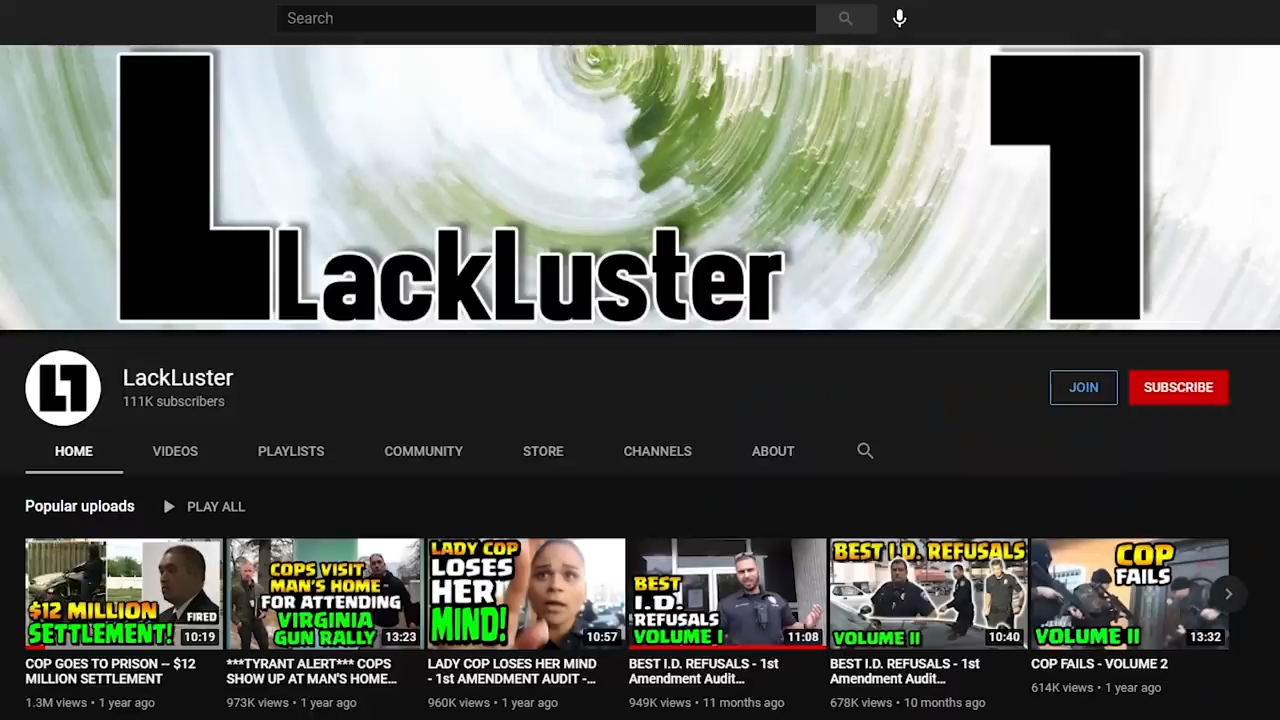 Search
L
LackLuster
1
L1
LackLuster
111K subscribers
JOIN
SUBSCRIBE
HOME
VIDEOS
PLAYLISTS
COMMUNITY
STORE
CHANNELS
ABOUT
Popular uploads
PLAY ALL
$12 MILLION
SETTLEMENT!
FIRED
10:19
COPS VISIT
MAN'S HOME
FOR ATTENDING
VIRGINIA
GUN RALLY
13:23
LADY COP
LOSES
HER
MIND!
10:57
BEST
I.D.
REFUSALS
VOLUME I
11:08
BEST I.D. REFUSALS
VOLUME II
10:40
COP
FAILS
VOLUME II
13:32
COP GOES TO PRISON -- $12
MILLION SETTLEMENT
1.3M views • 1 year ago
***TYRANT ALERT*** COPS
SHOW UP AT MAN'S HOME...
973K views • 1 year ago
LADY COP LOSES HER MIND
- 1st AMENDMENT AUDIT -...
960K views • 1 year ago
BEST I.D. REFUSALS - 1st
Amendment Audit...
949K views • 11 months ago
BEST I.D. REFUSALS - 1st
Amendment Audit...
678K views • 10 months ago
COP FAILS - VOLUME 2
614K views • 1 year ago